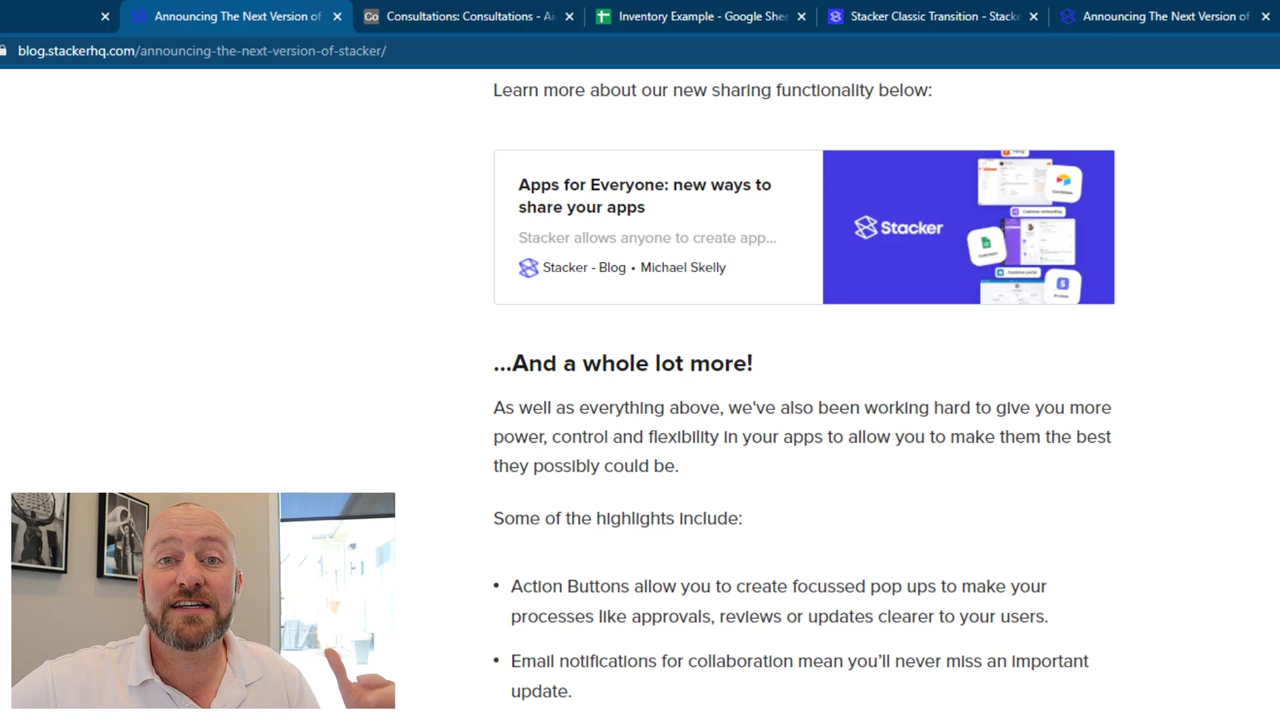 Announcing The Next Version of
Consultations: Consultations - Ai
Inventory Example - Google She
Stacker Classic Transition - Stack
Announcing The Next Version of
blog.stackerhq.com/announcing-the-next-version-of-stacker/
Learn more about our new sharing functionality below:
Apps for Everyone: new ways to
share your apps
Stacker allows anyone to create app...
Stacker - Blog • Michael Skelly
Stacker
...And a whole lot more!
As well as everything above, we've also been working hard to give you more
power, control and flexibility in your apps to allow you to make them the best
they possibly could be.
Some of the highlights include:
• Action Buttons allow you to create focussed pop ups to make your
processes like approvals, reviews or updates clearer to your users.
• Email notifications for collaboration mean you'll never miss an important
update.